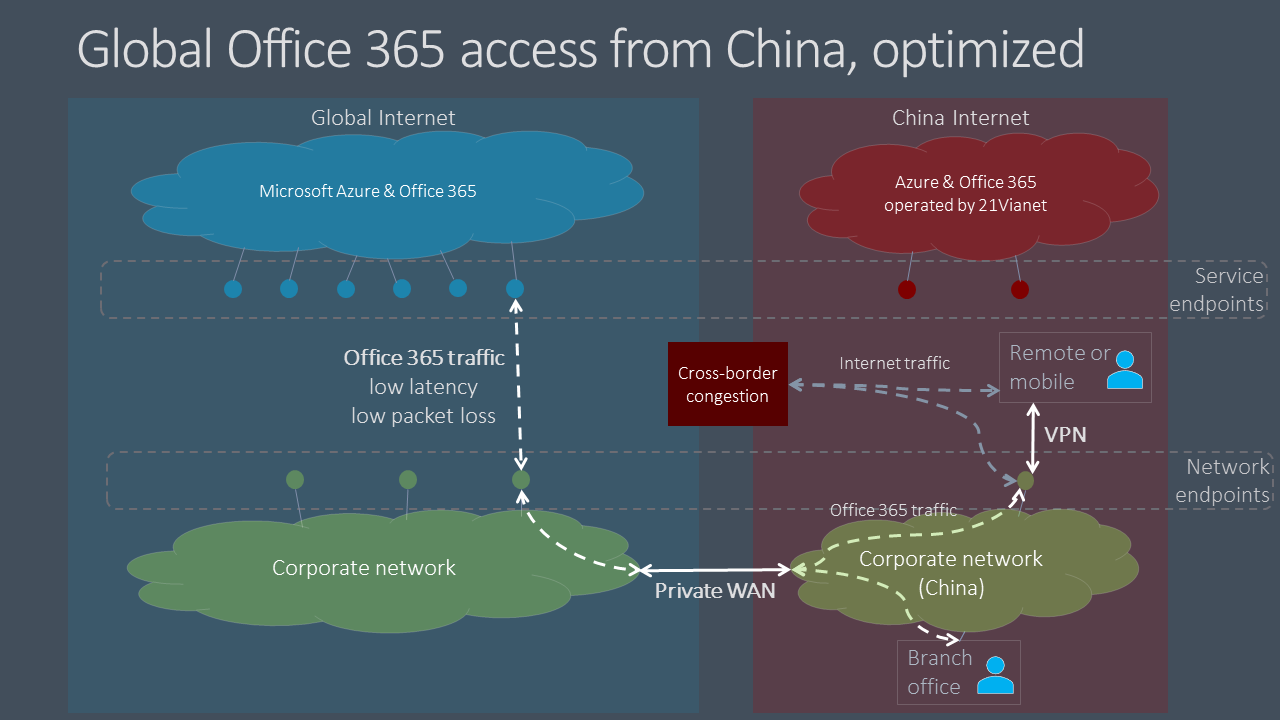 Global Office 365 access from China, optimized
Global Internet
China Internet
Microsoft Azure & Office 365
Azure & Office 365
operated by 21Vianet
Service
endpoints
Office 365 traffic
low latency
low packet loss
Cross-border
congestion
Internet traffic
Remote or
mobile
VPN
Network
endpoints
Office 365 traffic
Corporate network
Corporate network
(China)
Private WAN
Branch
office